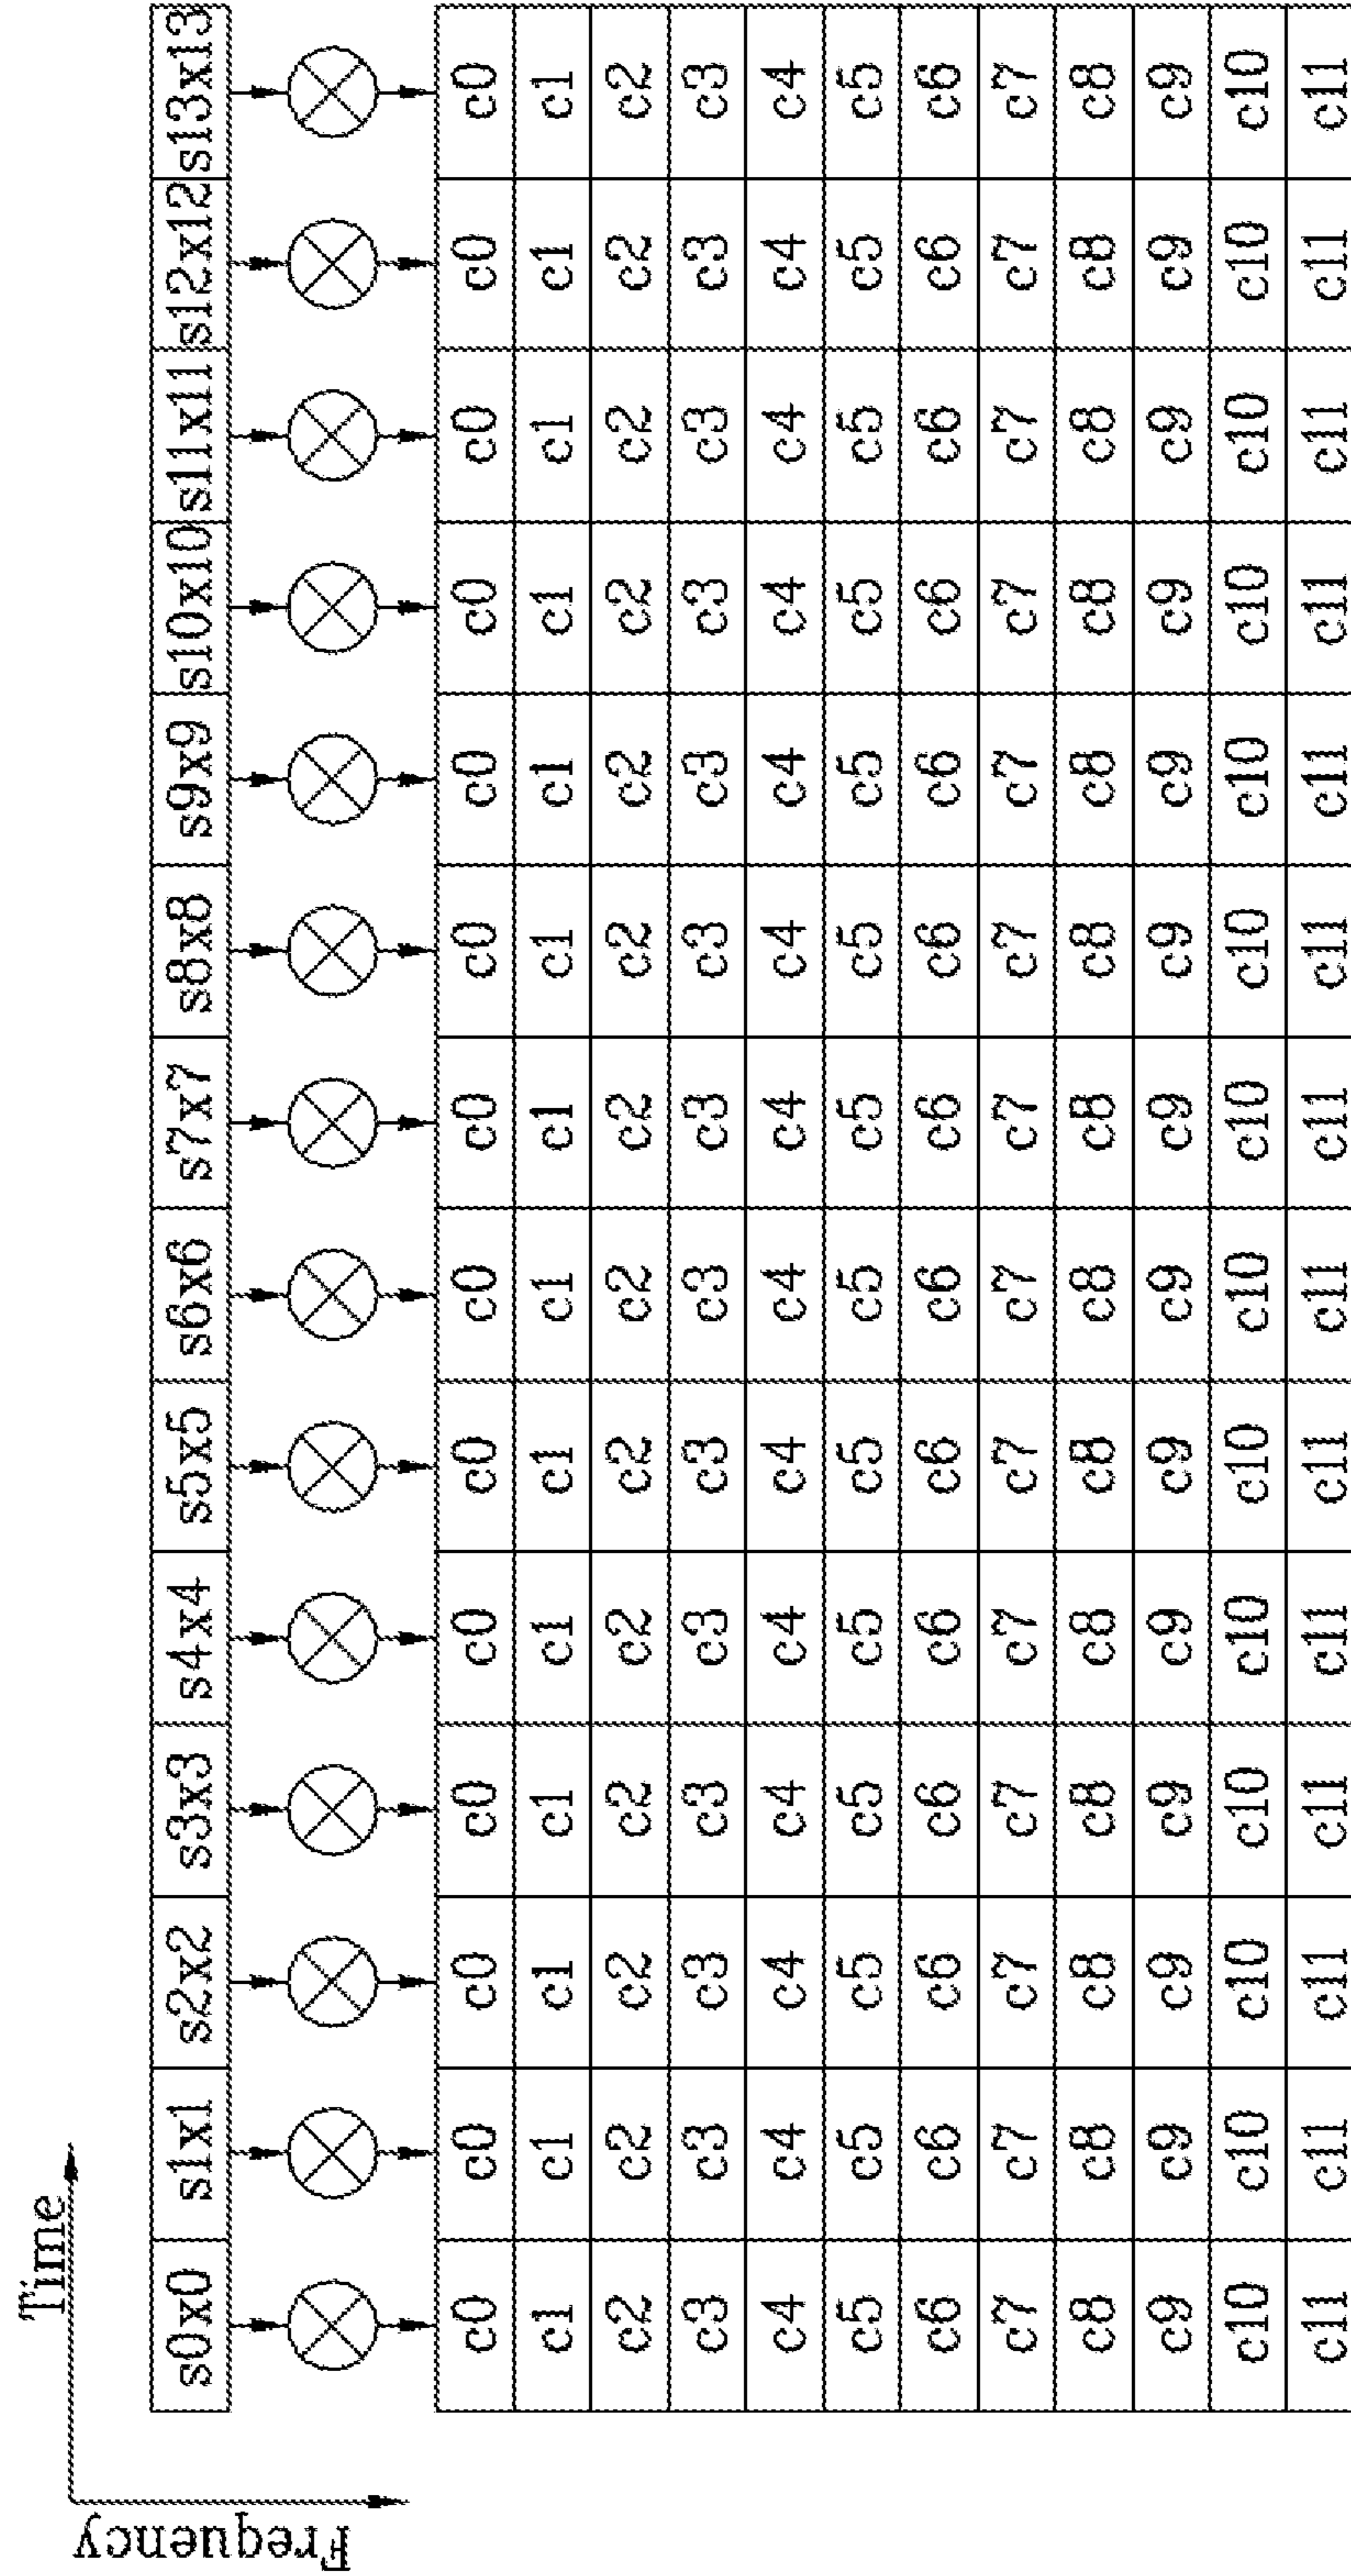 Time
Frequency
s0x0 s1x1 s2x2 s3x3 s4x4 s5x5 s6x6 s7x7 s8x8 s9x9 s10x10 s11x11 s12x12 s13x13
c0 c0 c0 c0 c0 c0 c0 c0 c0 c0 c0 c0 c0 c0
c1 c1 c1 c1 c1 c1 c1 c1 c1 c1 c1 c1 c1 c1
c2 c2 c2 c2 c2 c2 c2 c2 c2 c2 c2 c2 c2 c2
c3 c3 c3 c3 c3 c3 c3 c3 c3 c3 c3 c3 c3 c3
c4 c4 c4 c4 c4 c4 c4 c4 c4 c4 c4 c4 c4 c4
c5 c5 c5 c5 c5 c5 c5 c5 c5 c5 c5 c5 c5 c5
c6 c6 c6 c6 c6 c6 c6 c6 c6 c6 c6 c6 c6 c6
c7 c7 c7 c7 c7 c7 c7 c7 c7 c7 c7 c7 c7 c7
c8 c8 c8 c8 c8 c8 c8 c8 c8 c8 c8 c8 c8 c8
c9 c9 c9 c9 c9 c9 c9 c9 c9 c9 c9 c9 c9 c9
c10 c10 c10 c10 c10 c10 c10 c10 c10 c10 c10 c10 c10 c10
c11 c11 c11 c11 c11 c11 c11 c11 c11 c11 c11 c11 c11 c11